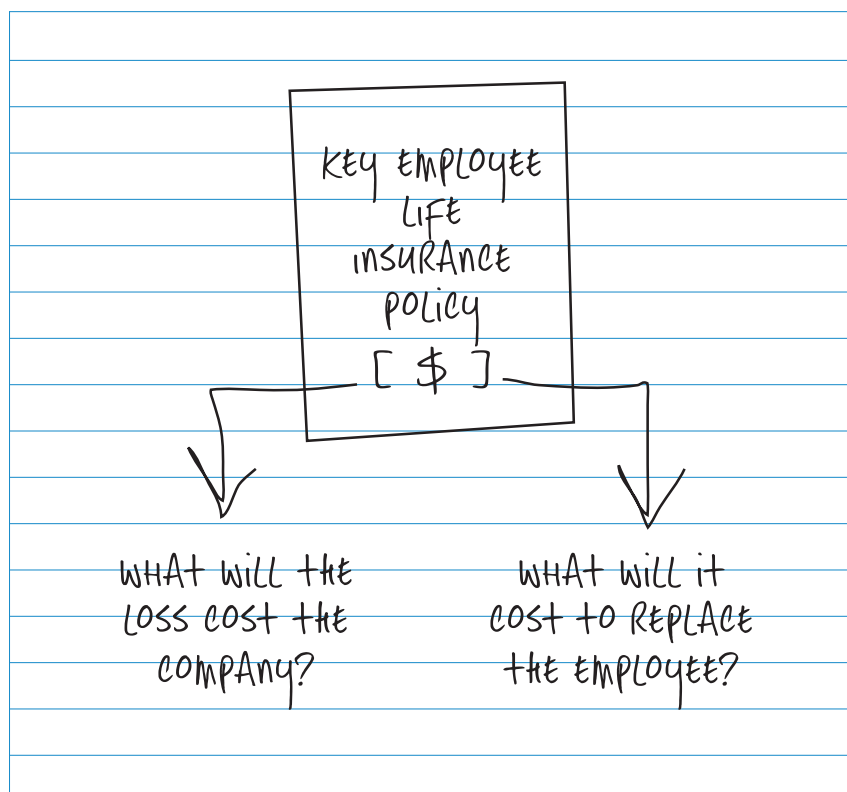 KEY EMPLOYEE
LIFE
INSURANCE
POLICY
[ $ ]
WHAT WILL THE
LOSS COST THE
COMPANY?
WHAT WILL IT
COST TO REPLACE
THE EMPLOYEE?